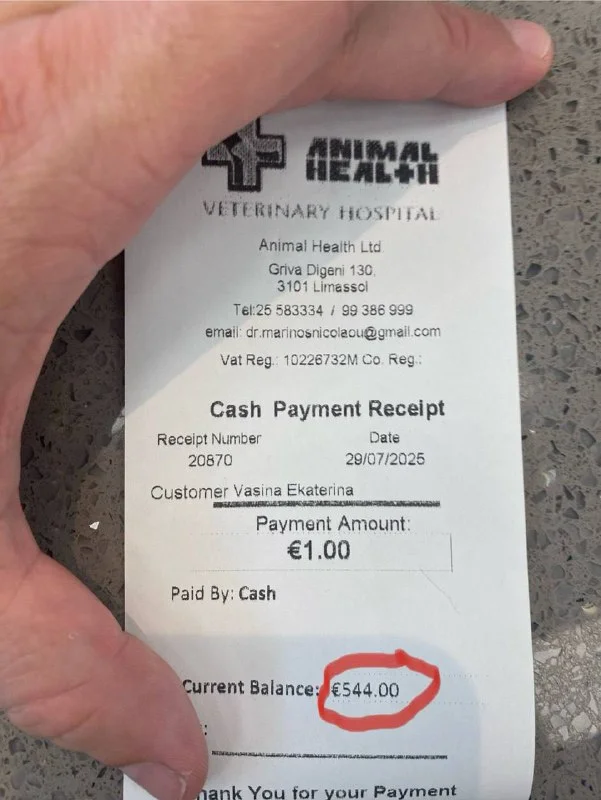 ANIMAL
HEALTH
VETERINARY HOSPITAL
Animal Health Ltd
Griva Digeni 130,
3101 Limassol
Tel:25 583334 / 99 386 999
email: dr.marinosnicolaou@gmail.com
Vat Reg.: 10226732M Co. Reg.:
Cash Payment Receipt
Receipt Number Date
20870 29/07/2025
Customer Vasina Ekaterina
Payment Amount:
€1.00
Paid By: Cash
Current Balance: €544.00
:
hank You for your Payment